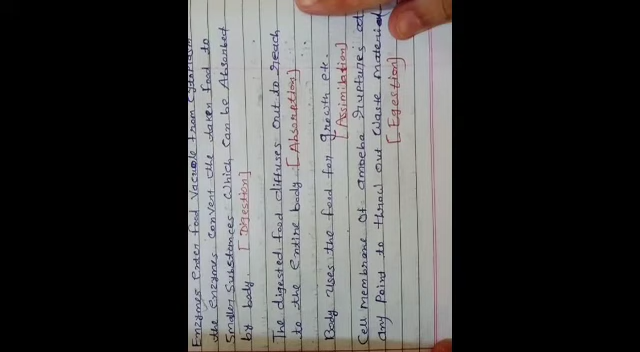 Enzymes enter food vacuole from cytoplasm
the enzymes convert the taken food to
smaller substances which can be Absorbed
by body. [Digestion]
The digested food diffuses out to reach
to the entire body. [Absorption]
Body uses the food for growth etc.
[Assimilation]
Cell membrane of amoeba ruptures at
any Point to throw out waste material
[Egestion]